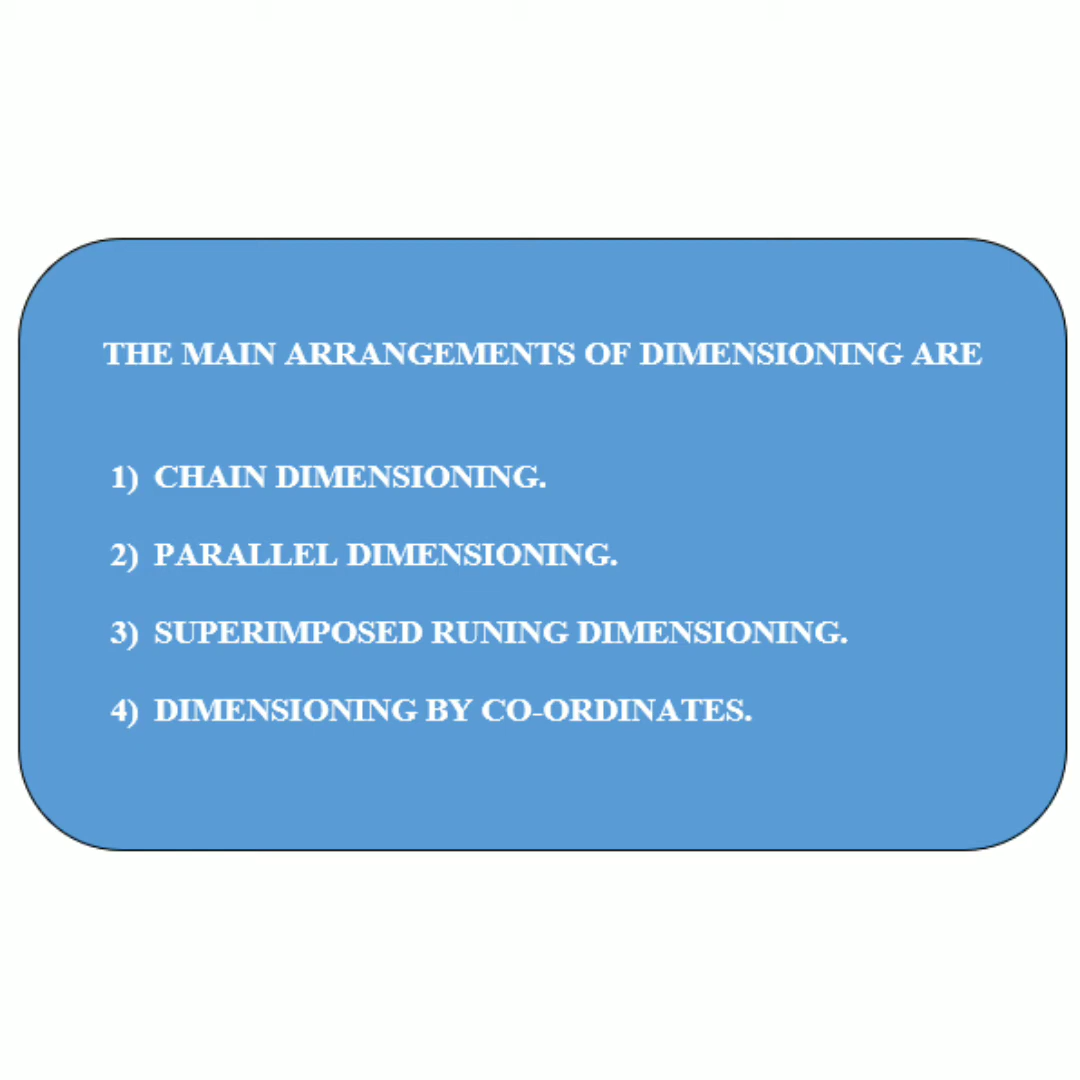 THE MAIN ARRANGEMENTS OF DIMENSIONING ARE
1) CHAIN DIMENSIONING.
2) PARALLEL DIMENSIONING.
3) SUPERIMPOSED RUNING DIMENSIONING.
4) DIMENSIONING BY CO-ORDINATES.